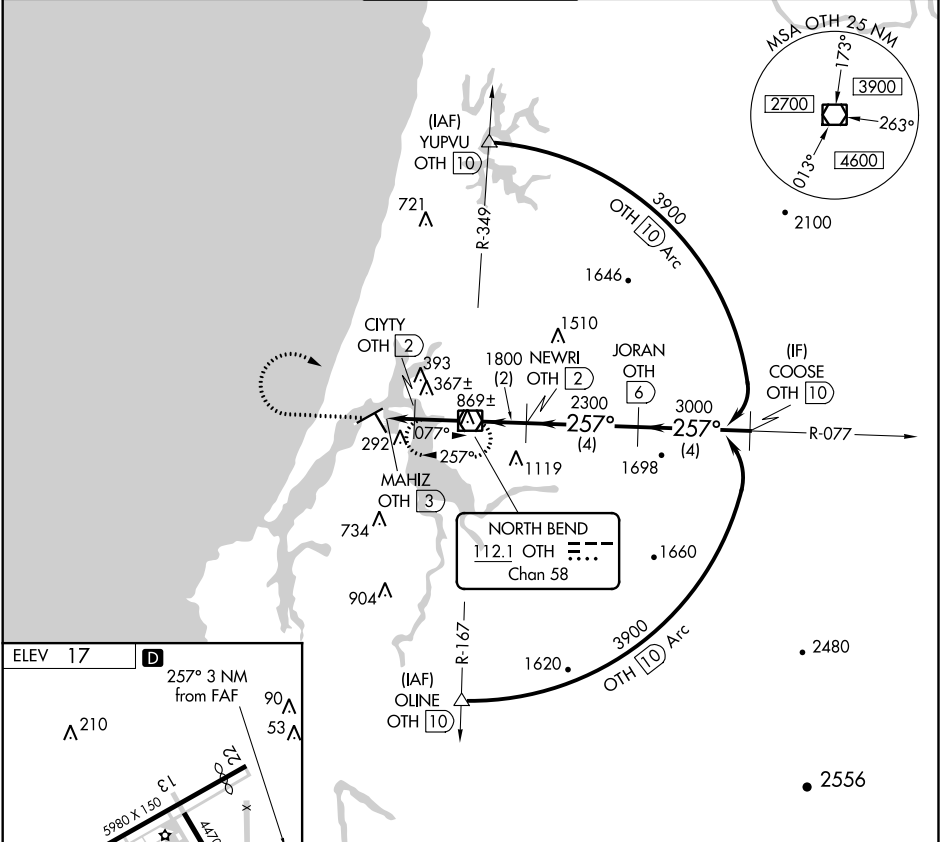 MSA OTH 25 NM
173°
3900
2700
263°
013°
4600
(IAF)
YUPVU
OTH 10
3900
OTH 10 Arc
721
R-349
2100
1646
1510
CIYTY
OTH 2
393
367±
1800
(2)
NEWRI
OTH 2
JORAN
OTH
6
(IF)
COOSE
OTH 10
869±
2300
257°
(4)
3000
257°
(4)
R-077
077°
257°
292
1119
1698
MAHIZ
OTH 3
734
NORTH BEND
112.1 OTH
Chan 58
1660
904
R-167
3900
OTH 10 Arc
1620
2480
(IAF)
OLINE
OTH 10
2556
ELEV 17
D
257° 3 NM
from FAF
90
53
210
22
13
5980 X 150
4470
x